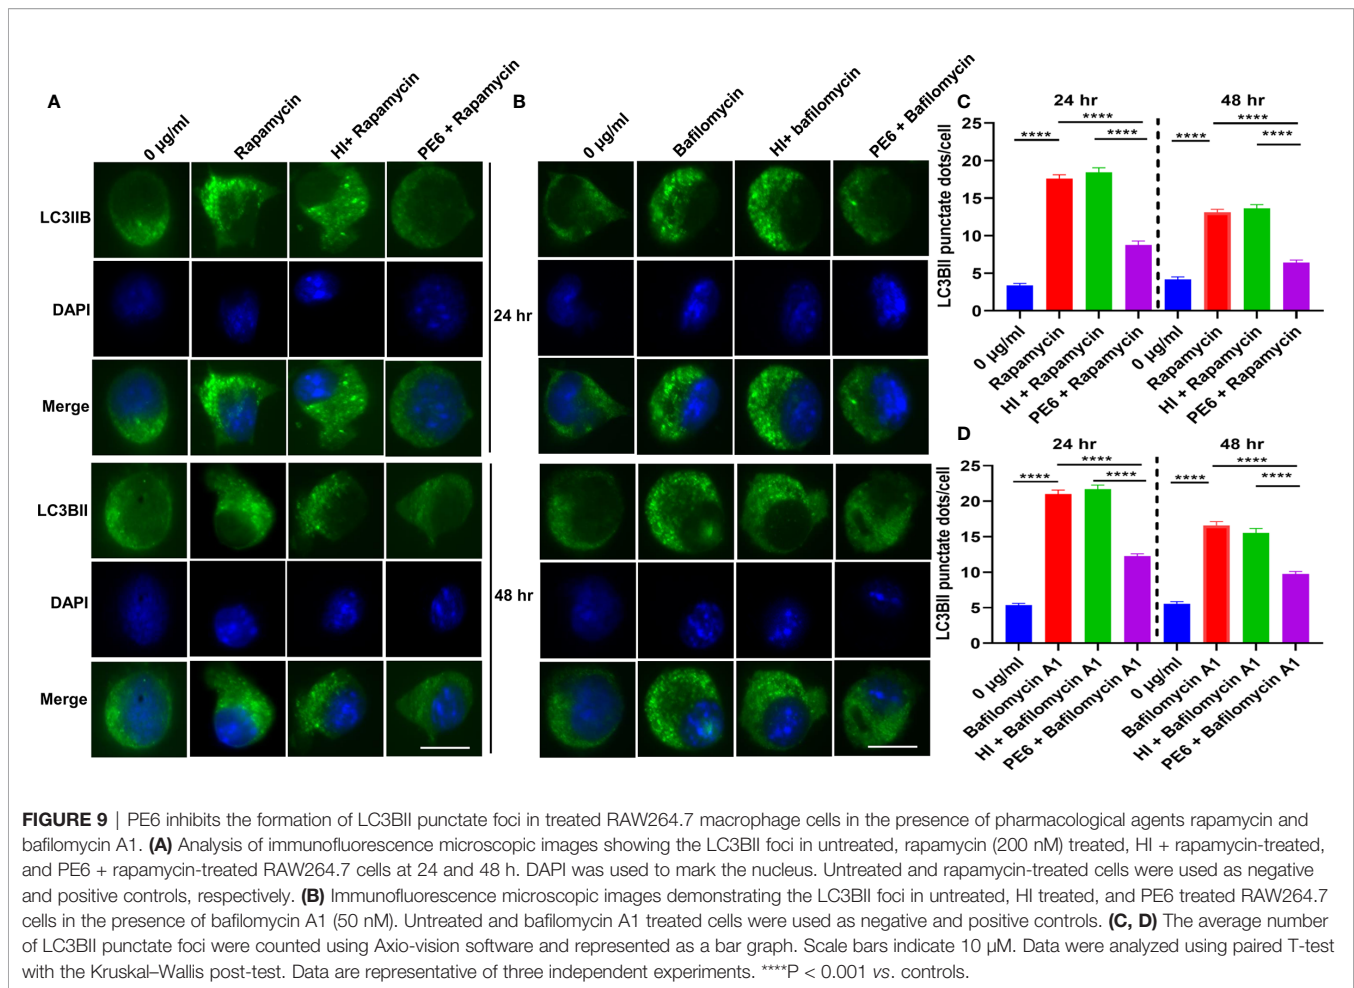 A
0 µg/ml
Rapamycin
HI+ Rapamycin
PE6 + Rapamycin
LC3IIB
DAPI
Merge
24 hr
LC3BII
DAPI
Merge
48 hr
B
0 µg/ml
Bafilomycin
HI+ bafilomycin
PE6 + Bafilomycin
C
24 hr
48 hr
****
****
****
****
****
****
LC3BII punctate dots/cell
25
20
15
10
5
0
0 µg/ml
Rapamycin
HI + Rapamycin
PE6 + Rapamycin
0 µg/ml
Rapamycin
HI + Rapamycin
PE6 + Rapamycin
D
24 hr
48 hr
****
****
****
****
****
****
LC3BII punctate dots/cell
25
20
15
10
5
0
0 µg/ml
Bafilomycin A1
HI + Bafilomycin A1
PE6 + Bafilomycin A1
0 µg/ml
Bafilomycin A1
HI + Bafilomycin A1
PE6 + Bafilomycin A1
FIGURE 9 | PE6 inhibits the formation of LC3BII punctate foci in treated RAW264.7 macrophage cells in the presence of pharmacological agents rapamycin and
bafilomycin A1. (A) Analysis of immunofluorescence microscopic images showing the LC3BII foci in untreated, rapamycin (200 nM) treated, HI + rapamycin-treated,
and PE6 + rapamycin-treated RAW264.7 cells at 24 and 48 h. DAPI was used to mark the nucleus. Untreated and rapamycin-treated cells were used as negative
and positive controls, respectively. (B) Immunofluorescence microscopic images demonstrating the LC3BII foci in untreated, HI treated, and PE6 treated RAW264.7
cells in the presence of bafilomycin A1 (50 nM). Untreated and bafilomycin A1 treated cells were used as negative and positive controls. (C, D) The average number
of LC3BII punctate foci were counted using Axio-vision software and represented as a bar graph. Scale bars indicate 10 µM. Data were analyzed using paired T-test
with the Kruskal–Wallis post-test. Data are representative of three independent experiments. ****P < 0.001 vs. controls.